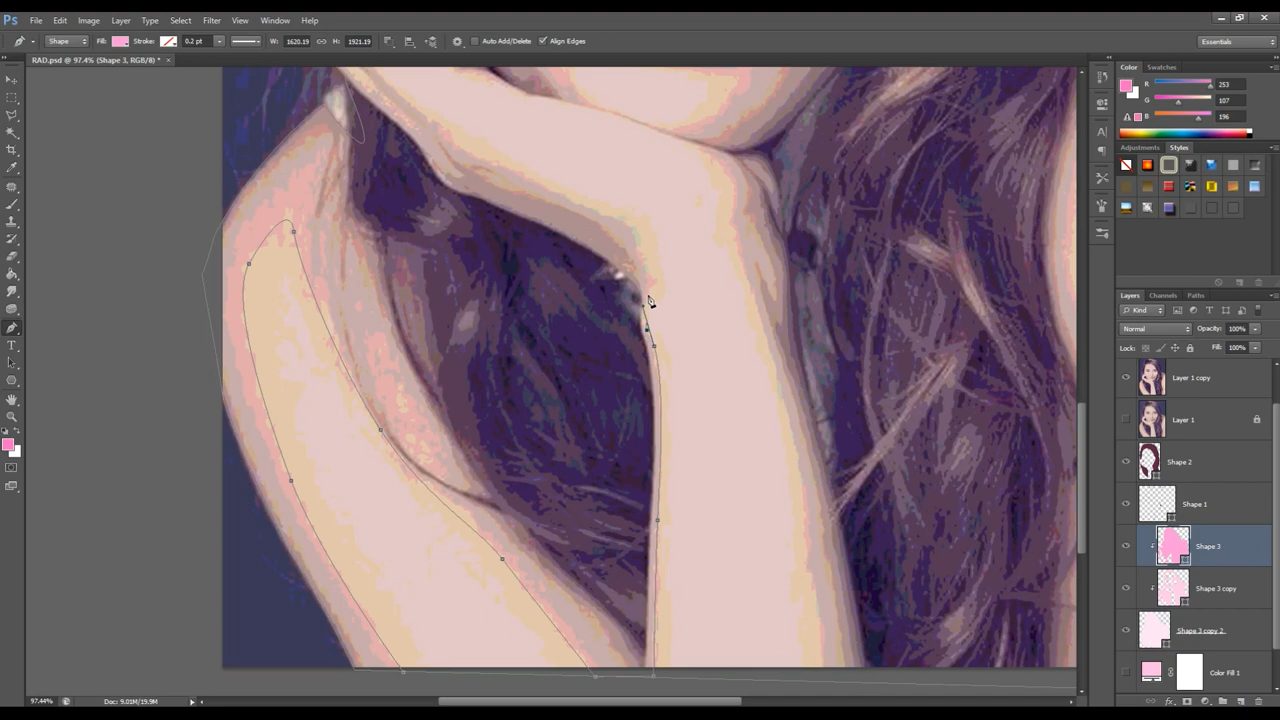 Ps File Edit Image Layer Type Select Filter View Window Help
Shape Fill: Stroke: 0.2 pt W: 1620.19 H: 1921.19 Auto Add/Delete Align Edges Essentials
RAD.psd @ 97.4% (Shape 3, RGB/8) * ×
Color Swatches
R 253
G 107
B 196
Adjustments Styles
Layers Channels Paths
Kind
Normal Opacity: 100%
Lock: Fill: 100%
Layer 1 copy
Layer 1
Shape 2
Shape 1
Shape 3
Shape 3 copy
Shape 3 copy 2
Color Fill 1
97.44% Doc: 9.01M/19.9M